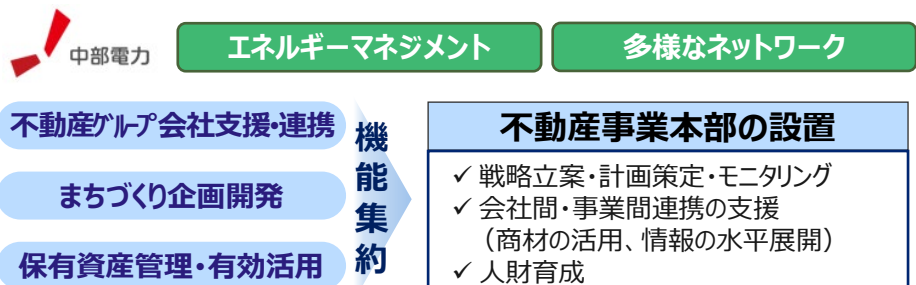 中部電力
エネルギーマネジメント
多様なネットワーク
不動産グループ会社支援・連携
まちづくり企画開発
保有資産管理・有効活用
機能集約
不動産事業本部の設置
✓ 戦略立案・計画策定・モニタリング
✓ 会社間・事業間連携の支援
（商材の活用、情報の水平展開）
✓ 人財育成